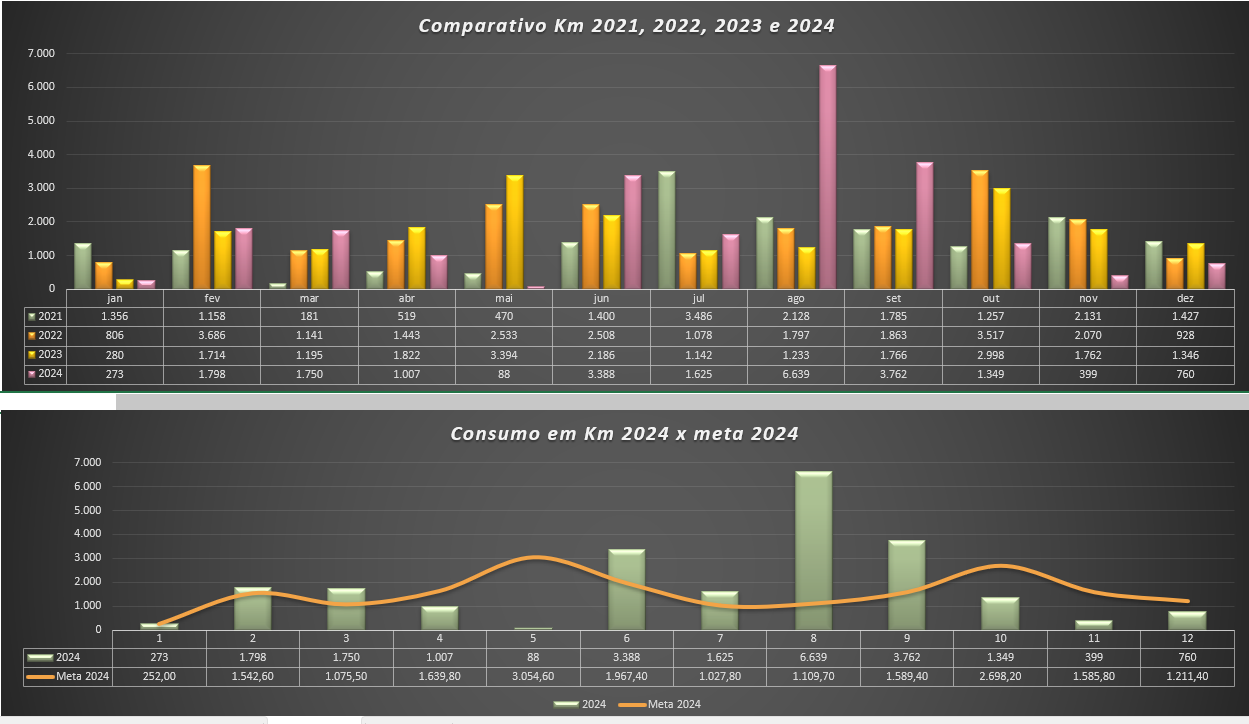 Comparativo Km 2021, 2022, 2023 e 2024
7.000
6.000
5.000
4.000
3.000
2.000
1.000
0
jan fev mar abr mai jun jul ago set out nov dez
2021 1.356 1.158 181 519 470 1.400 3.486 2.128 1.785 1.257 2.131 1.427
2022 806 3.686 1.141 1.443 2.533 2.508 1.078 1.797 1.863 3.517 2.070 928
2023 280 1.714 1.195 1.822 3.394 2.186 1.142 1.233 1.766 2.998 1.762 1.346
2024 273 1.798 1.750 1.007 88 3.388 1.625 6.639 3.762 1.349 399 760
Consumo em Km 2024 x meta 2024
7.000
6.000
5.000
4.000
3.000
2.000
1.000
0
1 2 3 4 5 6 7 8 9 10 11 12
2024 273 1.798 1.750 1.007 88 3.388 1.625 6.639 3.762 1.349 399 760
Meta 2024 252,00 1.542,60 1.075,50 1.639,80 3.054,60 1.967,40 1.027,80 1.109,70 1.589,40 2.698,20 1.585,80 1.211,40
2024 Meta 2024